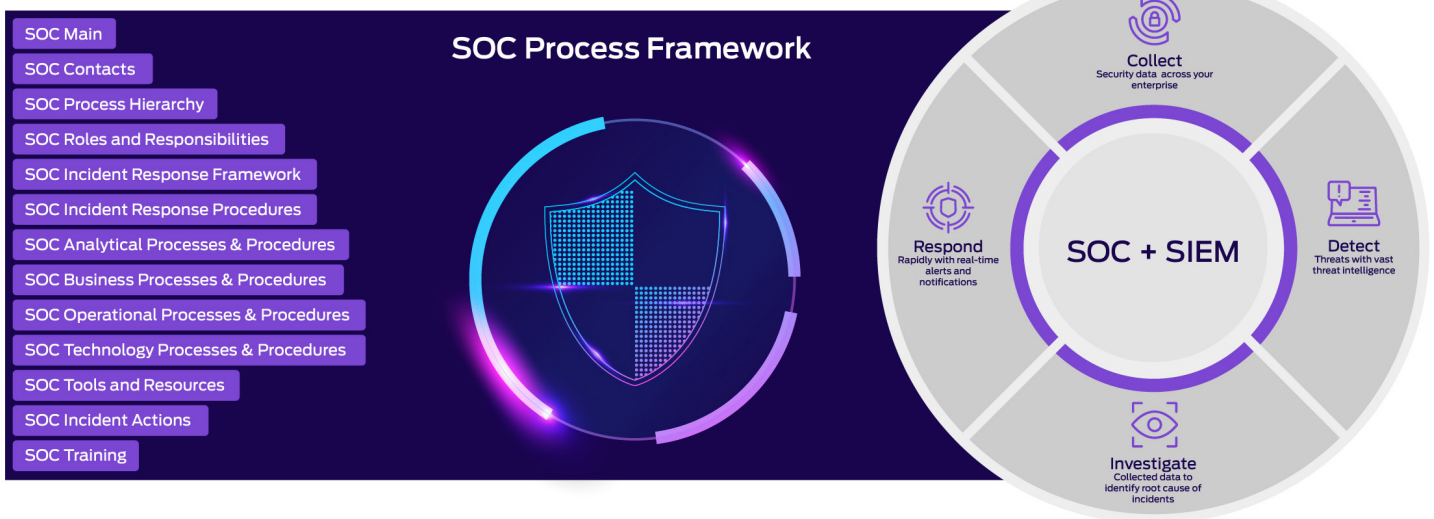 SOC Main
SOC Contacts
SOC Process Hierarchy
SOC Roles and Responsibilities
SOC Incident Response Framework
SOC Incident Response Procedures
SOC Analytical Processes & Procedures
SOC Business Processes & Procedures
SOC Operational Processes & Procedures
SOC Technology Processes & Procedures
SOC Tools and Resources
SOC Incident Actions
SOC Training
SOC Process Framework
Collect
Security data across your
enterprise
Respond
Rapidly with real-time
alerts and
notifications
SOC + SIEM
Detect
Threats with vast
threat intelligence
Investigate
Collected data to
identify root cause of
incidents